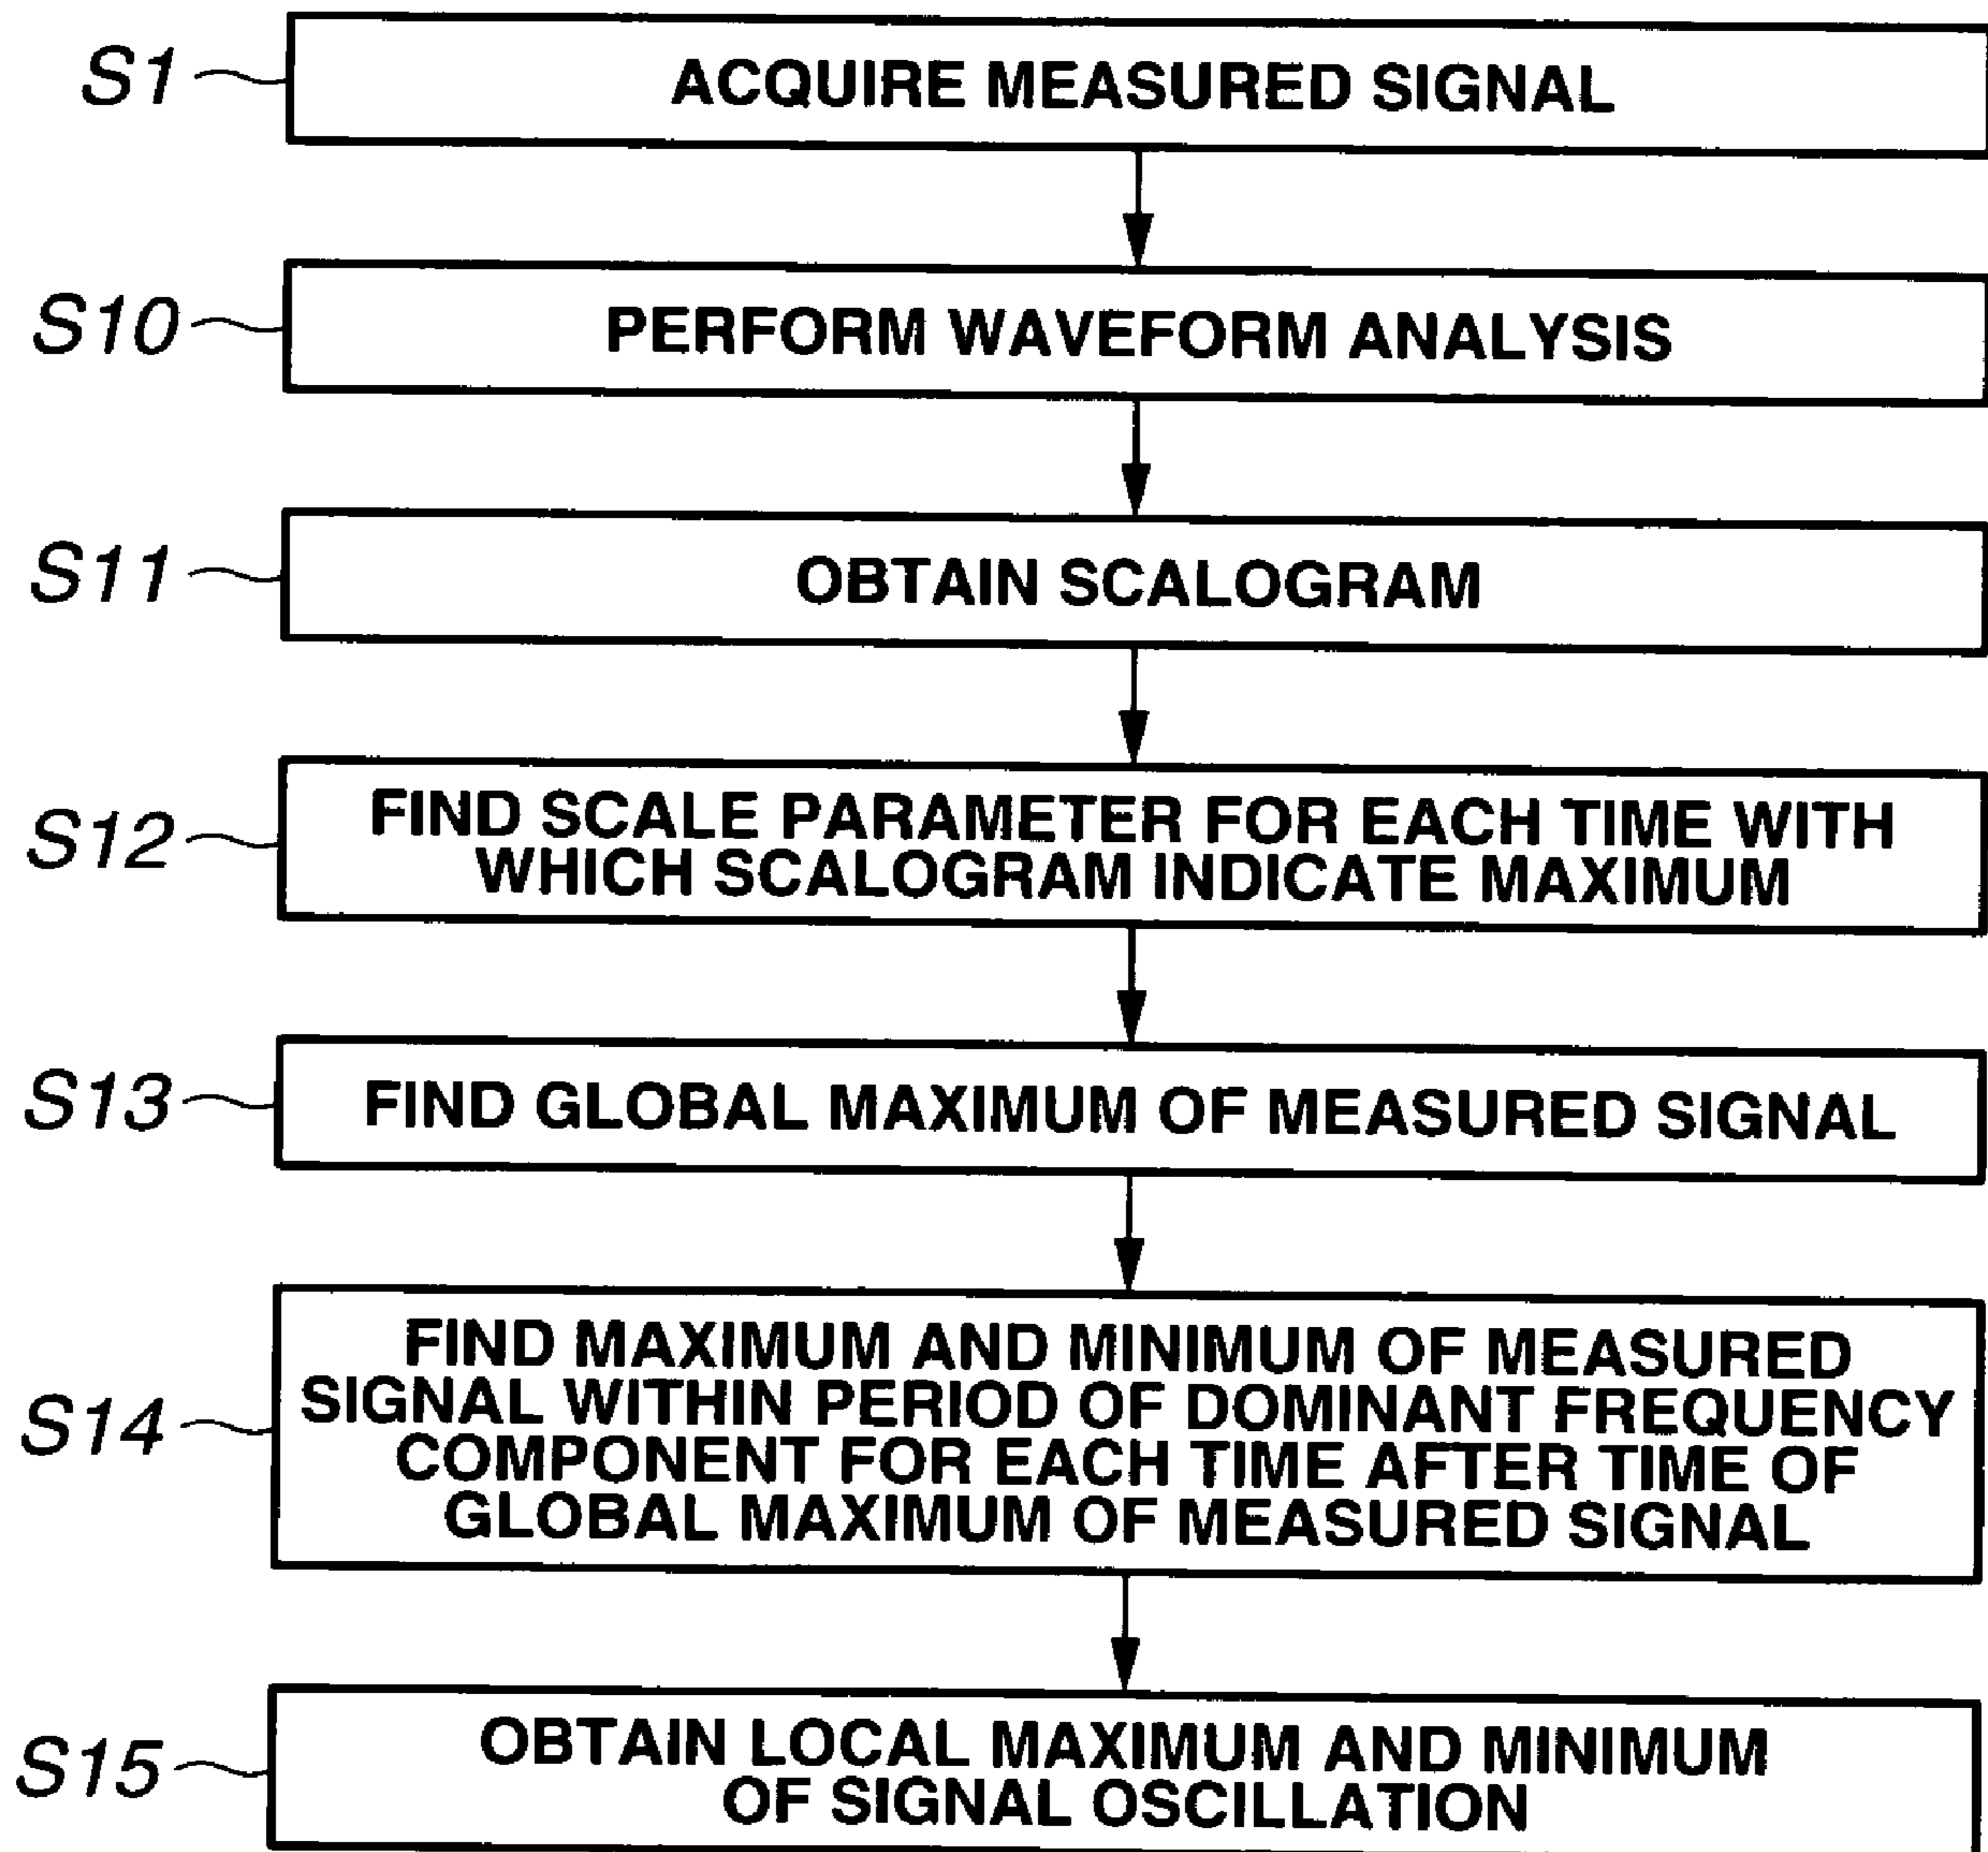 S1
ACQUIRE MEASURED SIGNAL
S10
PERFORM WAVEFORM ANALYSIS
S11
OBTAIN SCALOGRAM
S12
FIND SCALE PARAMETER FOR EACH TIME WITH
WHICH SCALOGRAM INDICATE MAXIMUM
S13
FIND GLOBAL MAXIMUM OF MEASURED SIGNAL
S14
FIND MAXIMUM AND MINIMUM OF MEASURED
SIGNAL WITHIN PERIOD OF DOMINANT FREQUENCY
COMPONENT FOR EACH TIME AFTER TIME OF
GLOBAL MAXIMUM OF MEASURED SIGNAL
S15
OBTAIN LOCAL MAXIMUM AND MINIMUM
OF SIGNAL OSCILLATION